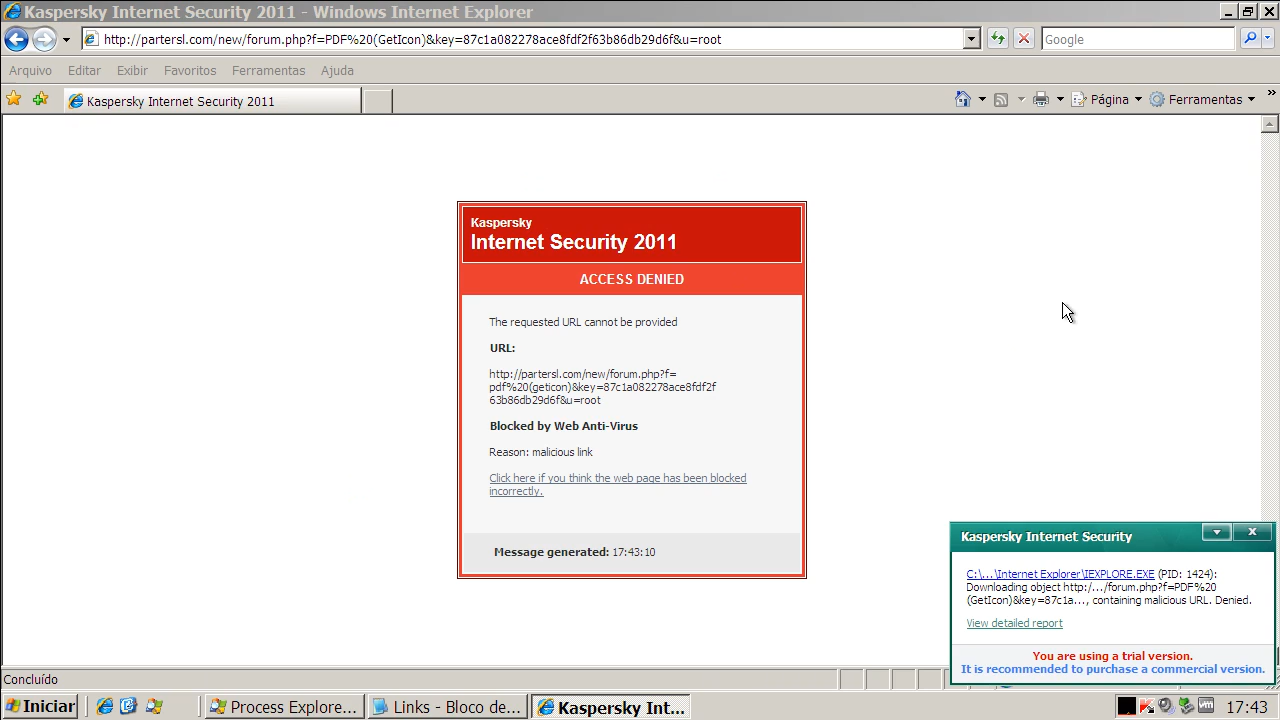 Kaspersky Internet Security 2011 - Windows Internet Explorer
http://partersl.com/new/forum.php?f=PDF%20(GetIcon)&key=87c1a082278ace8fdf2f63b86db29d6f&u=root
Google
Arquivo Editar Exibir Favoritos Ferramentas Ajuda
Kaspersky Internet Security 2011
Página Ferramentas
Kaspersky
Internet Security 2011
ACCESS DENIED
The requested URL cannot be provided
URL:
http://partersl.com/new/forum.php?f=
pdf%20(geticon)&key=87c1a082278ace8fdf2f
63b86db29d6f&u=root
Blocked by Web Anti-Virus
Reason: malicious link
Click here if you think the web page has been blocked
incorrectly.
Message generated: 17:43:10
Kaspersky Internet Security
C:\...\Internet Explorer\IEXPLORE.EXE (PID: 1424):
Downloading object http:/.../forum.php?f=PDF%20
(GetIcon)&key=87c1a..., containing malicious URL. Denied.
View detailed report
You are using a trial version.
It is recommended to purchase a commercial version.
Concluído
Iniciar
Process Explore...
Links - Bloco de...
Kaspersky Int...
17:43